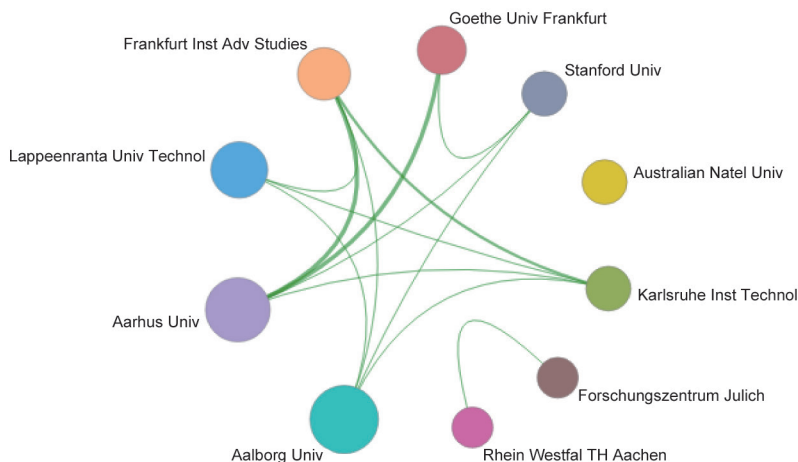 Goethe Univ Frankfurt
Frankfurt Inst Adv Studies
Stanford Univ
Lappeenranta Univ Technol
Australian Natel Univ
Karlsruhe Inst Technol
Aarhus Univ
Forschungszentrum Julich
Aalborg Univ
Rhein Westfal TH Aachen